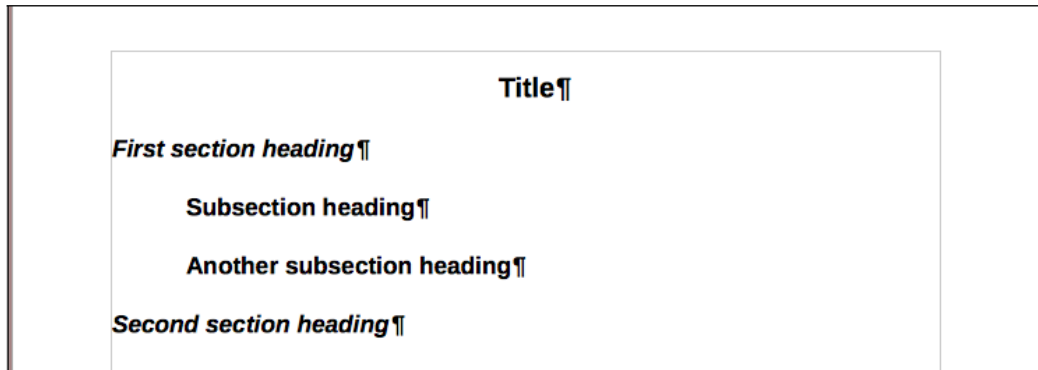 Title¶
First section heading¶
Subsection heading¶
Another subsection heading¶
Second section heading¶